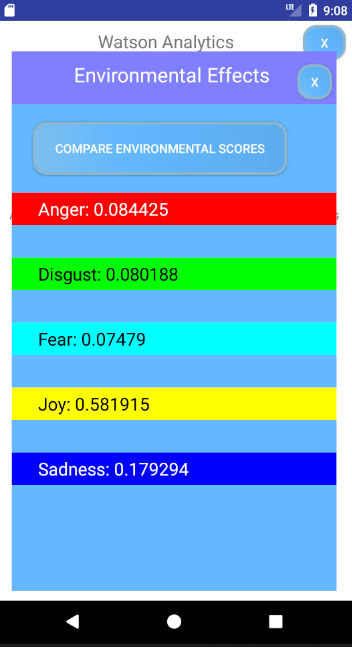 LTE 9:08
Watson Analytics x
Environmental Effects x
COMPARE ENVIRONMENTAL SCORES
Anger: 0.084425
Disgust: 0.080188
Fear: 0.07479
Joy: 0.581915
Sadness: 0.179294